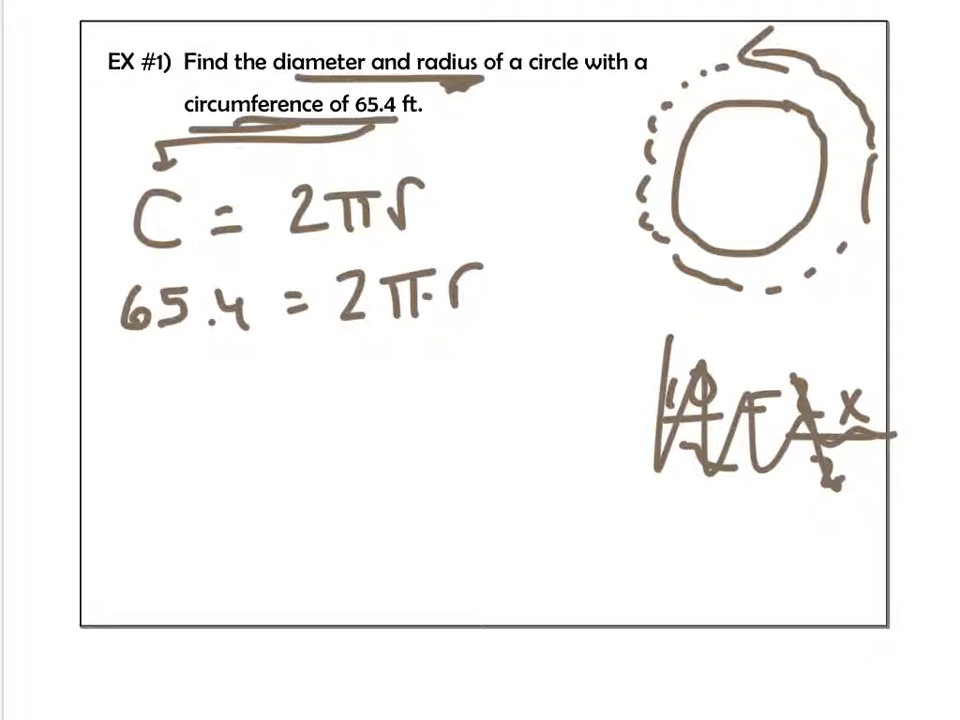 EX #1) Find the diameter and radius of a circle with a
circumference of 65.4 ft.
C = 2πr
65.4 = 2π·r